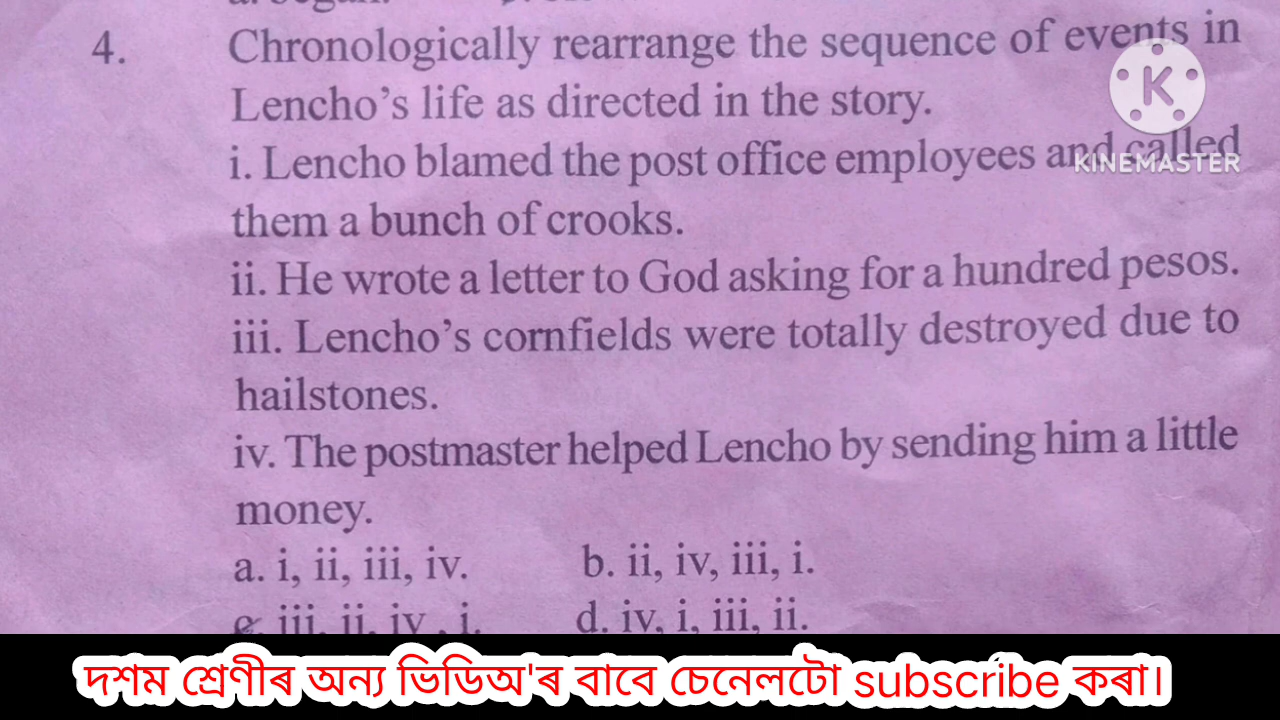 4. Chronologically rearrange the sequence of events in
Lencho's life as directed in the story.
i. Lencho blamed the post office employees and called
them a bunch of crooks.
ii. He wrote a letter to God asking for a hundred pesos.
iii. Lencho's cornfields were totally destroyed due to
hailstones.
iv. The postmaster helped Lencho by sending him a little
money.
a. i, ii, iii, iv. b. ii, iv, iii, i.
c. iii, ii, iv , i. d. iv, i, iii, ii.
K
KINEMASTER
দশম শ্ৰেণীৰ অন্য ভিডিঅ'ৰ বাবে চেনেলটো subscribe কৰা।